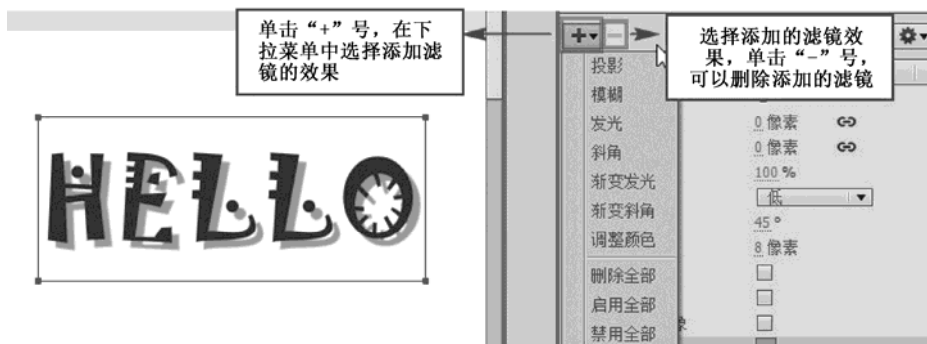 单击“+”号，在下
拉菜单中选择添加滤
镜的效果
选择添加的滤镜效
果，单击“-”号，
可以删除添加的滤镜
HELLO
投影
模糊
发光
斜角
渐变发光
渐变斜角
调整颜色
删除全部
启用全部
禁用全部
0 像素
0 像素
100 %
低
45 °
8 像素